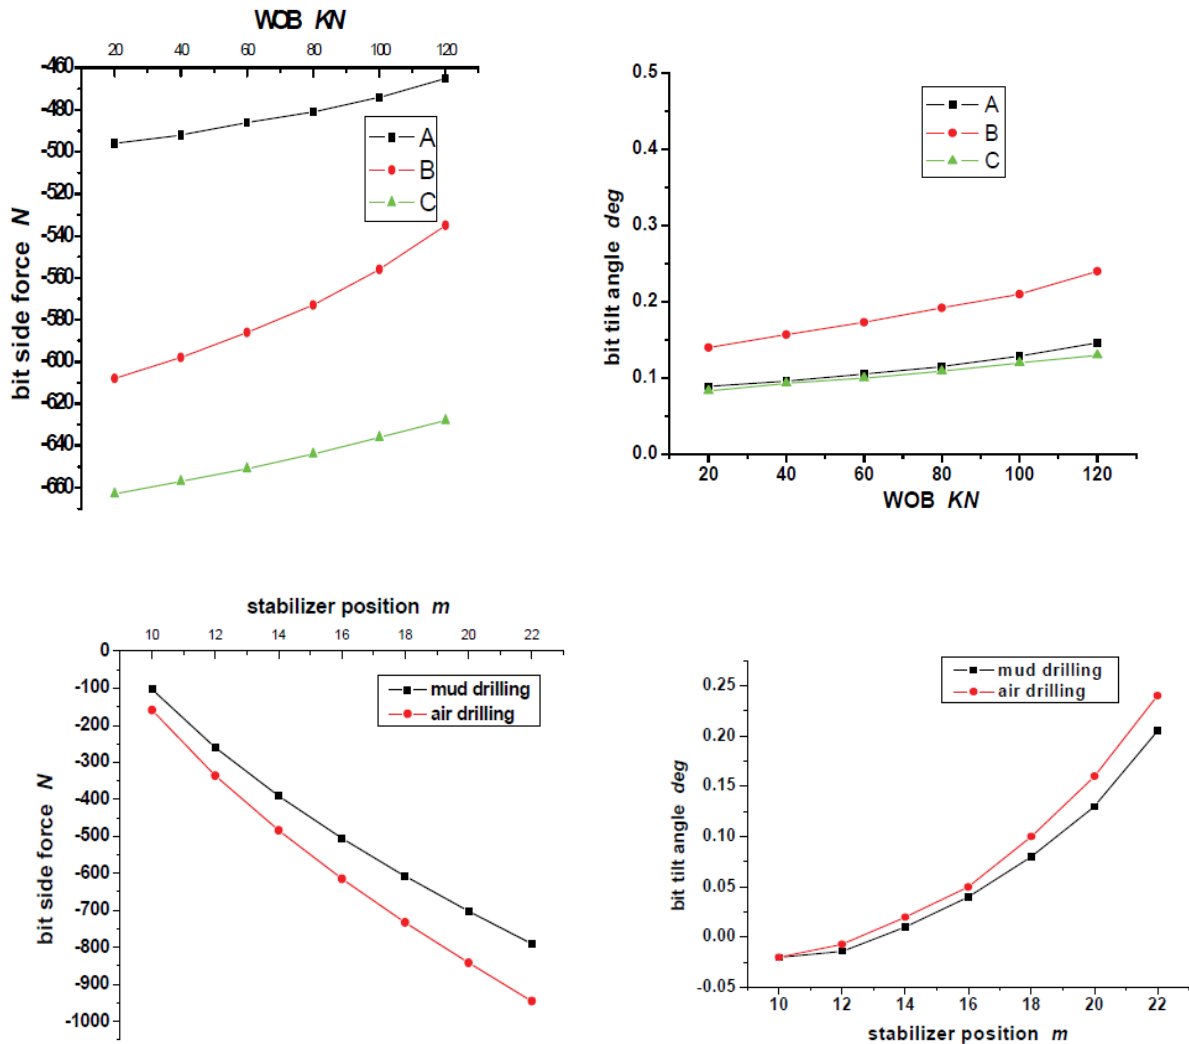 WOB KN
20 40 60 80 100 120
-460
-480
-500
-520
-540
-560
-580
-600
-620
-640
-660
bit side force N
A
B
C
0.5
0.4
0.3
0.2
0.1
0.0
bit tilt angle deg
A
B
C
20 40 60 80 100 120
WOB KN
stabilizer position m
10 12 14 16 18 20 22
0
-100
-200
-300
-400
-500
-600
-700
-800
-900
-1000
bit side force N
mud drilling
air drilling
mud drilling
air drilling
0.25
0.20
0.15
0.10
0.05
0.00
-0.05
bit tilt angle deg
10 12 14 16 18 20 22
stabilizer position m